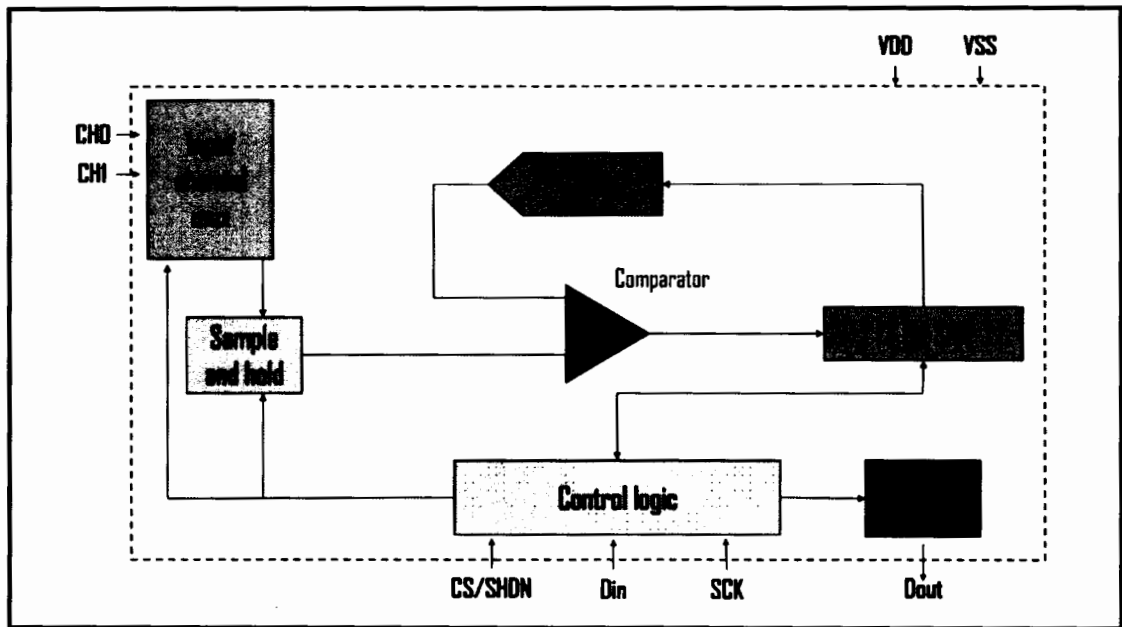 VDD
VSS
CH0
CH1
Comparator
Sample
and hold
Control logic
CS/SHDN
Din
SCK
Dout